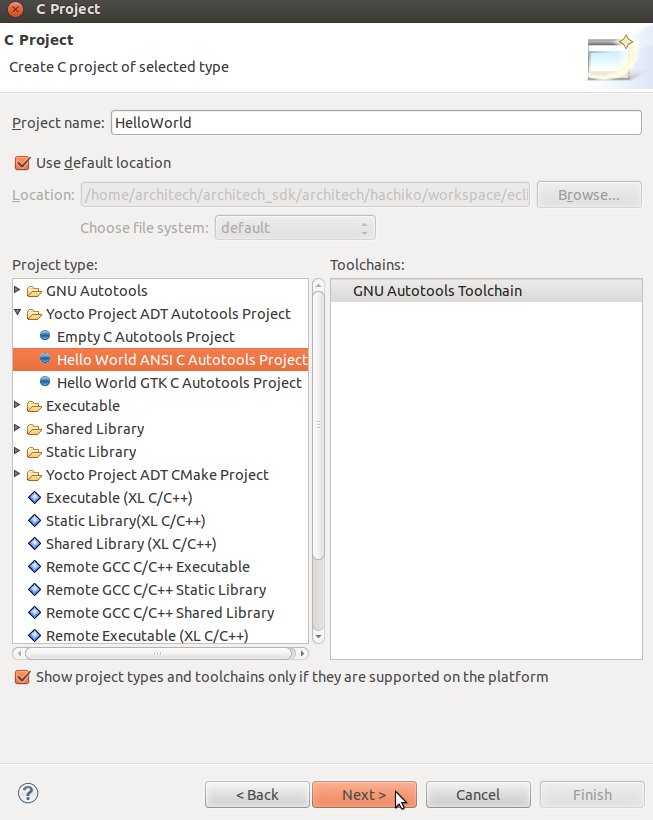 C Project
C Project
Create C project of selected type
Project name: HelloWorld
Use default location
Location: /home/architech/architech_sdk/architech/hachiko/workspace/ecli Browse...
Choose file system: default
Project type: Toolchains:
GNU Autotools GNU Autotools Toolchain
Yocto Project ADT Autotools Project
Empty C Autotools Project
Hello World ANSI C Autotools Project
Hello World GTK C Autotools Project
Executable
Shared Library
Static Library
Yocto Project ADT CMake Project
Executable (XL C/C++)
Static Library(XL C/C++)
Shared Library (XL C/C++)
Remote GCC C/C++ Executable
Remote GCC C/C++ Static Library
Remote GCC C/C++ Shared Library
Remote Executable (XL C/C++)
Show project types and toolchains only if they are supported on the platform
? < Back Next > Cancel Finish